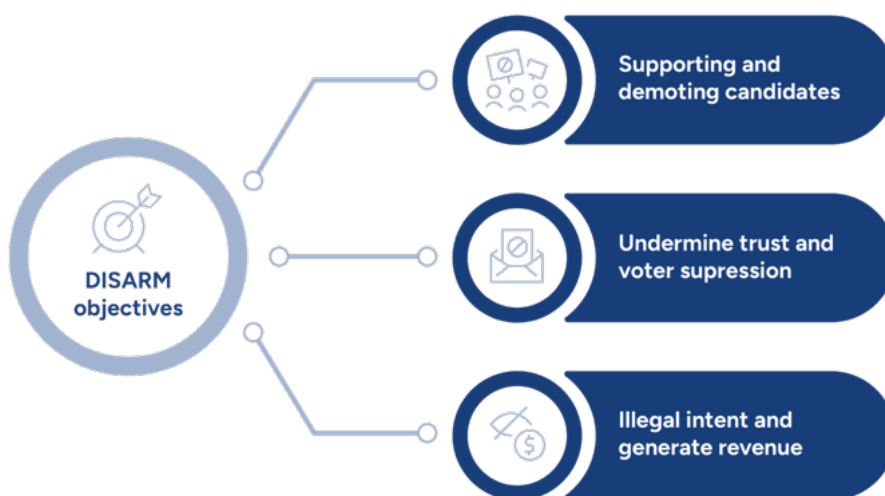 DISARM
objectives
Supporting and
demoting candidates
Undermine trust and
voter supression
Illegal intent and
generate revenue
$